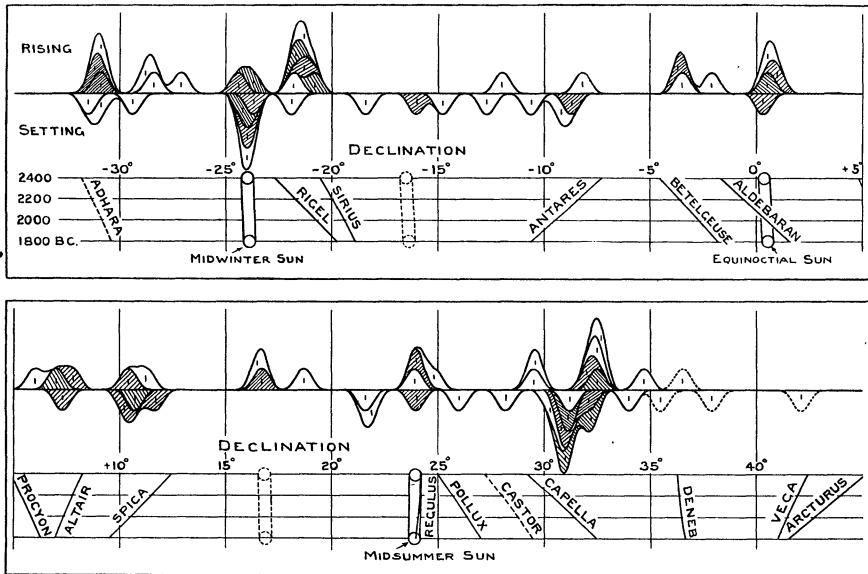 RISING
SETTING
DECLINATION
-30° -25° -20° -15° -10° -5° 0° +5°
2400
2200
2000
1800 B.C.
ADHARA
RIGEL
SIRIUS
ANTARES
BETELGEUSE
ALDEBARAN
MIDWINTER SUN
EQUINOCTIAL SUN
DECLINATION
+10° 15° 20° 25° 30° 35° 40°
PROCYON
ALTAIR
SPICA
REGULUS
POLLUX
CASTOR
CAPELLA
DENEB
VEGA
ARCTURUS
MIDSUMMER SUN